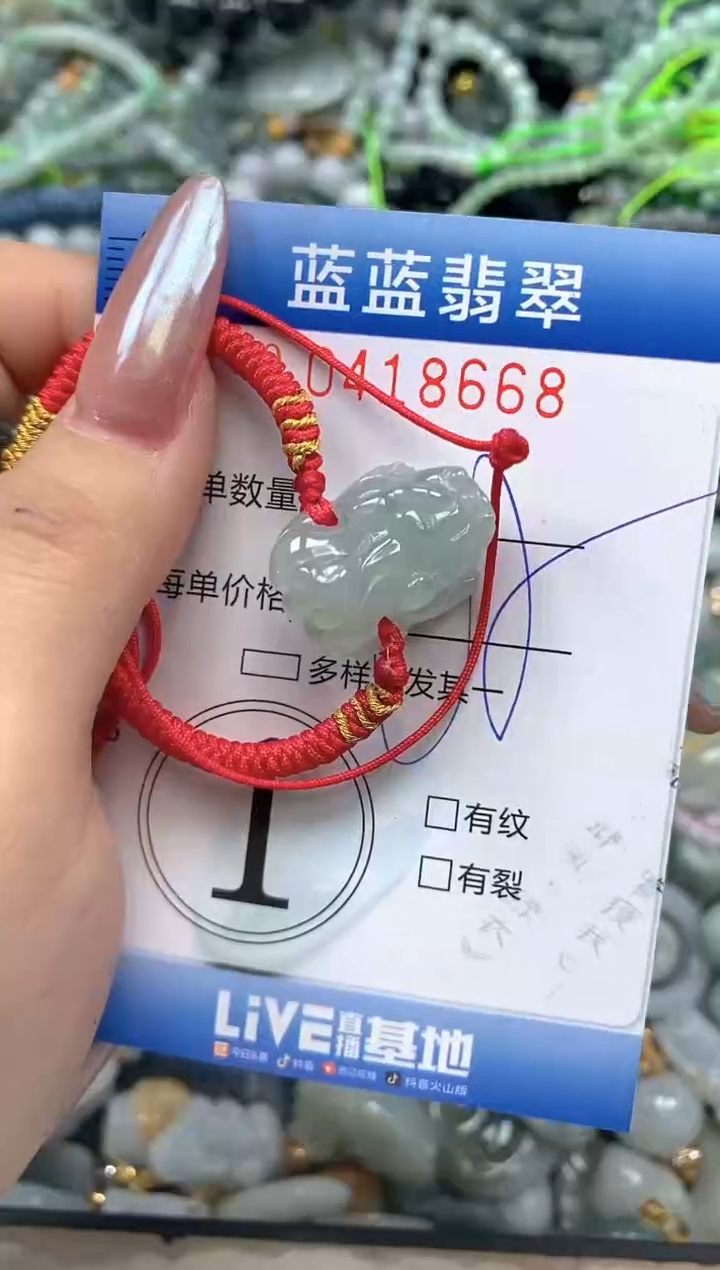 蓝蓝翡翠
0418668
单数量
每单价格
多样 发其一
1
有纹
有裂
LiVE直播基地
今日头条 抖音 西瓜视频 抖音火山版